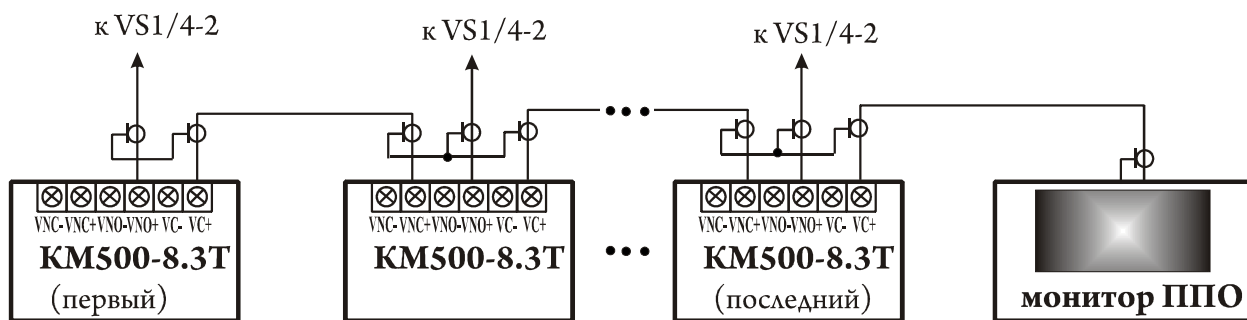 к VS1/4-2
к VS1/4-2
к VS1/4-2
VNC- VNC+ VNO- VNO+ VC- VC+
VNC- VNC+ VNO- VNO+ VC- VC+
VNC- VNC+ VNO- VNO+ VC- VC+
КМ500-8.3Т
(первый)
КМ500-8.3Т
КМ500-8.3Т
(последний)
монитор ППО